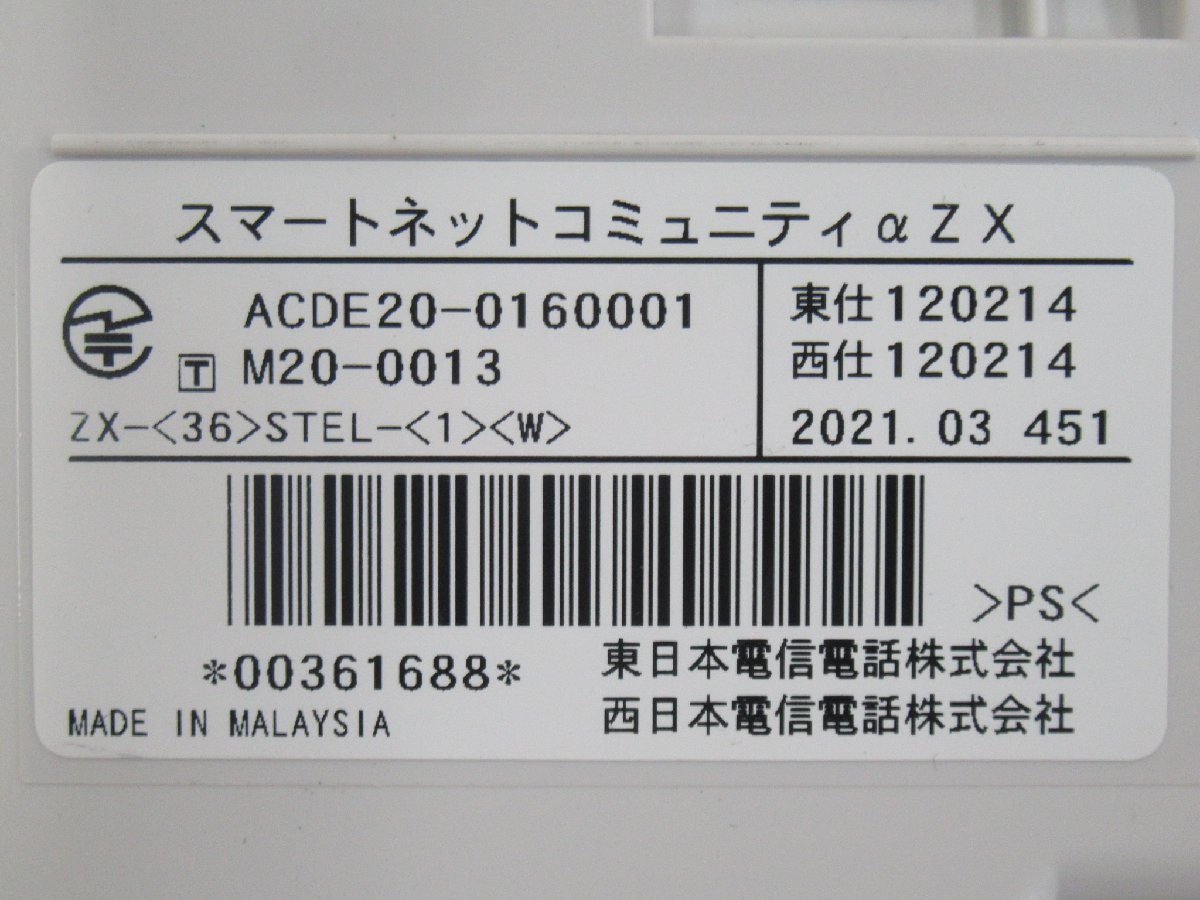 スマートネットコミュニティαZX
ACDE20-0160001
T M20-0013
ZX-<36>STEL-<1><W>
東仕120214
西仕120214
2021.03 451
>PS<
*00361688*
東日本電信電話株式会社
西日本電信電話株式会社
MADE IN MALAYSIA